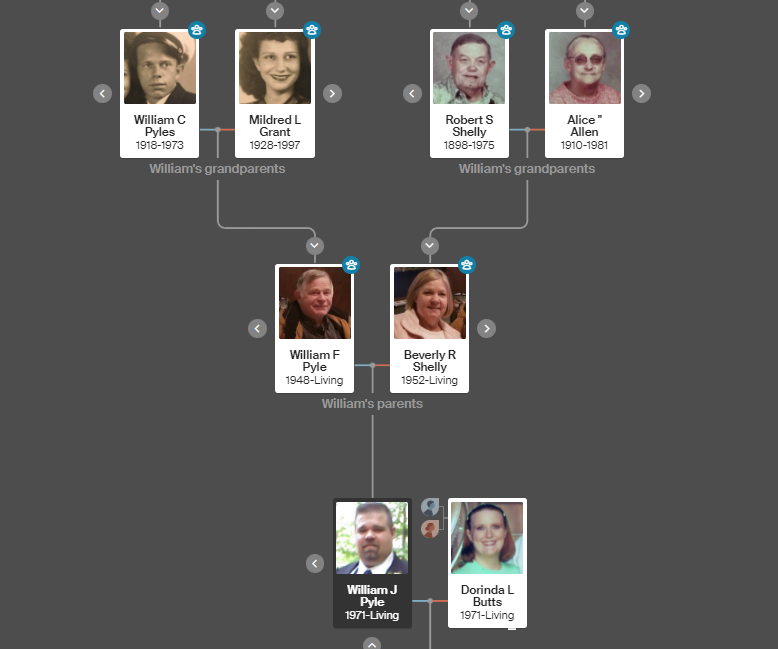 William C
Pyles
1918-1973
Mildred L
Grant
1928-1997
William's grandparents
Robert S
Shelly
1898-1975
Alice "
Allen
1910-1981
William's grandparents
William F
Pyle
1948-Living
Beverly R
Shelly
1952-Living
William's parents
William J
Pyle
1971-Living
Dorinda L
Butts
1971-Living